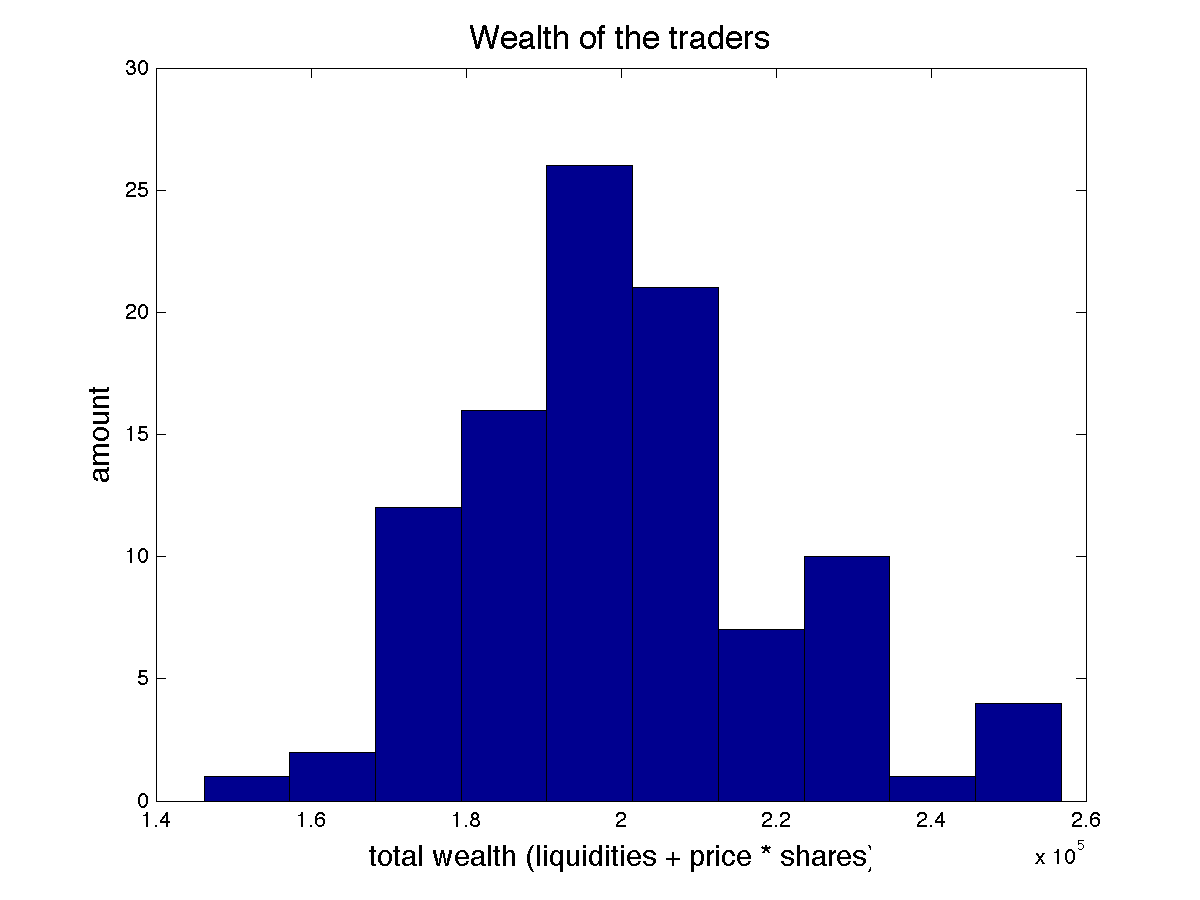 Wealth of the traders
30
25
20
15
10
5
0
amount
1.4 1.6 1.8 2 2.2 2.4 2.6
x 10^5
total wealth (liquidities + price * shares)